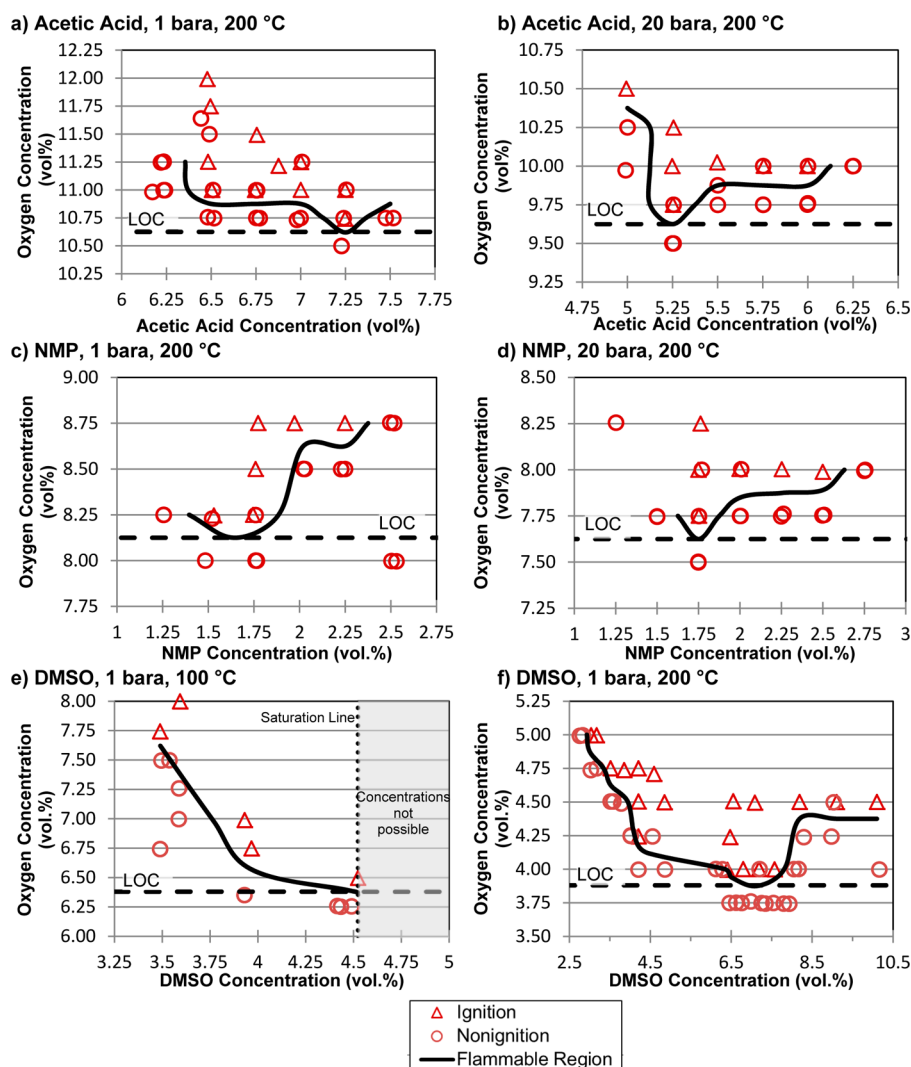 a) Acetic Acid, 1 bara, 200 °C
Oxygen Concentration
(vol%)
12.25
12.00
11.75
11.50
11.25
11.00
10.75
10.50
10.25
LOC
6 6.25 6.5 6.75 7 7.25 7.5 7.75
Acetic Acid Concentration (vol%)
b) Acetic Acid, 20 bara, 200 °C
Oxygen Concentration
(vol%)
10.75
10.50
10.25
10.00
9.75
9.50
9.25
LOC
4.75 5 5.25 5.5 5.75 6 6.25 6.5
Acetic Acid Concentration (vol%)
c) NMP, 1 bara, 200 °C
Oxygen Concentration
(vol%)
9.00
8.75
8.50
8.25
8.00
7.75
LOC
1 1.25 1.5 1.75 2 2.25 2.5 2.75
NMP Concentration (vol.%)
d) NMP, 20 bara, 200 °C
Oxygen Concentration
(vol%)
8.50
8.25
8.00
7.75
7.50
7.25
LOC
1 1.25 1.5 1.75 2 2.25 2.5 2.75 3
NMP Concentration (vol.%)
e) DMSO, 1 bara, 100 °C
Oxygen Concentration
(vol.%)
8.00
7.75
7.50
7.25
7.00
6.75
6.50
6.25
6.00
Saturation Line
Concentrations
not
possible
LOC
3.25 3.5 3.75 4 4.25 4.5 4.75 5
DMSO Concentration (vol.%)
f) DMSO, 1 bara, 200 °C
Oxygen Concentration
(vol.%)
5.25
5.00
4.75
4.50
4.25
4.00
3.75
3.50
LOC
2.5 4.5 6.5 8.5 10.5
DMSO Concentration (vol.%)
Ignition
Nonignition
Flammable Region